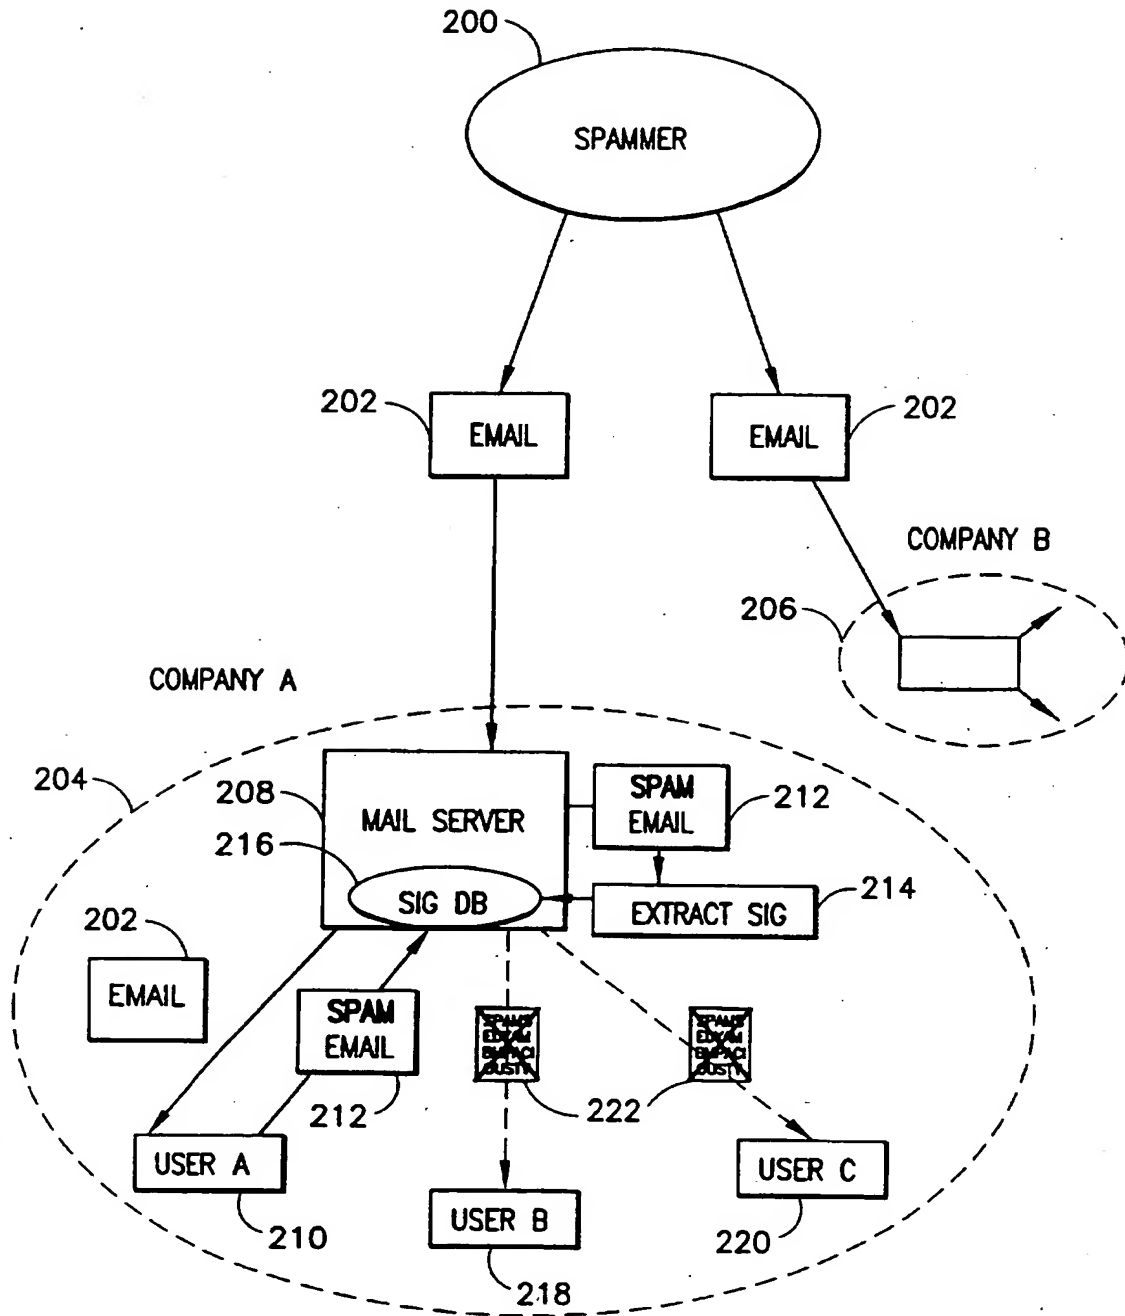 200
SPAMMER
202
EMAIL
EMAIL
202
COMPANY B
206
COMPANY A
204
208
MAIL SERVER
SPAM
EMAIL
212
216
SIG DB
EXTRACT SIG
214
202
EMAIL
SPAM
EMAIL
212
222
USER A
210
USER B
218
USER C
220